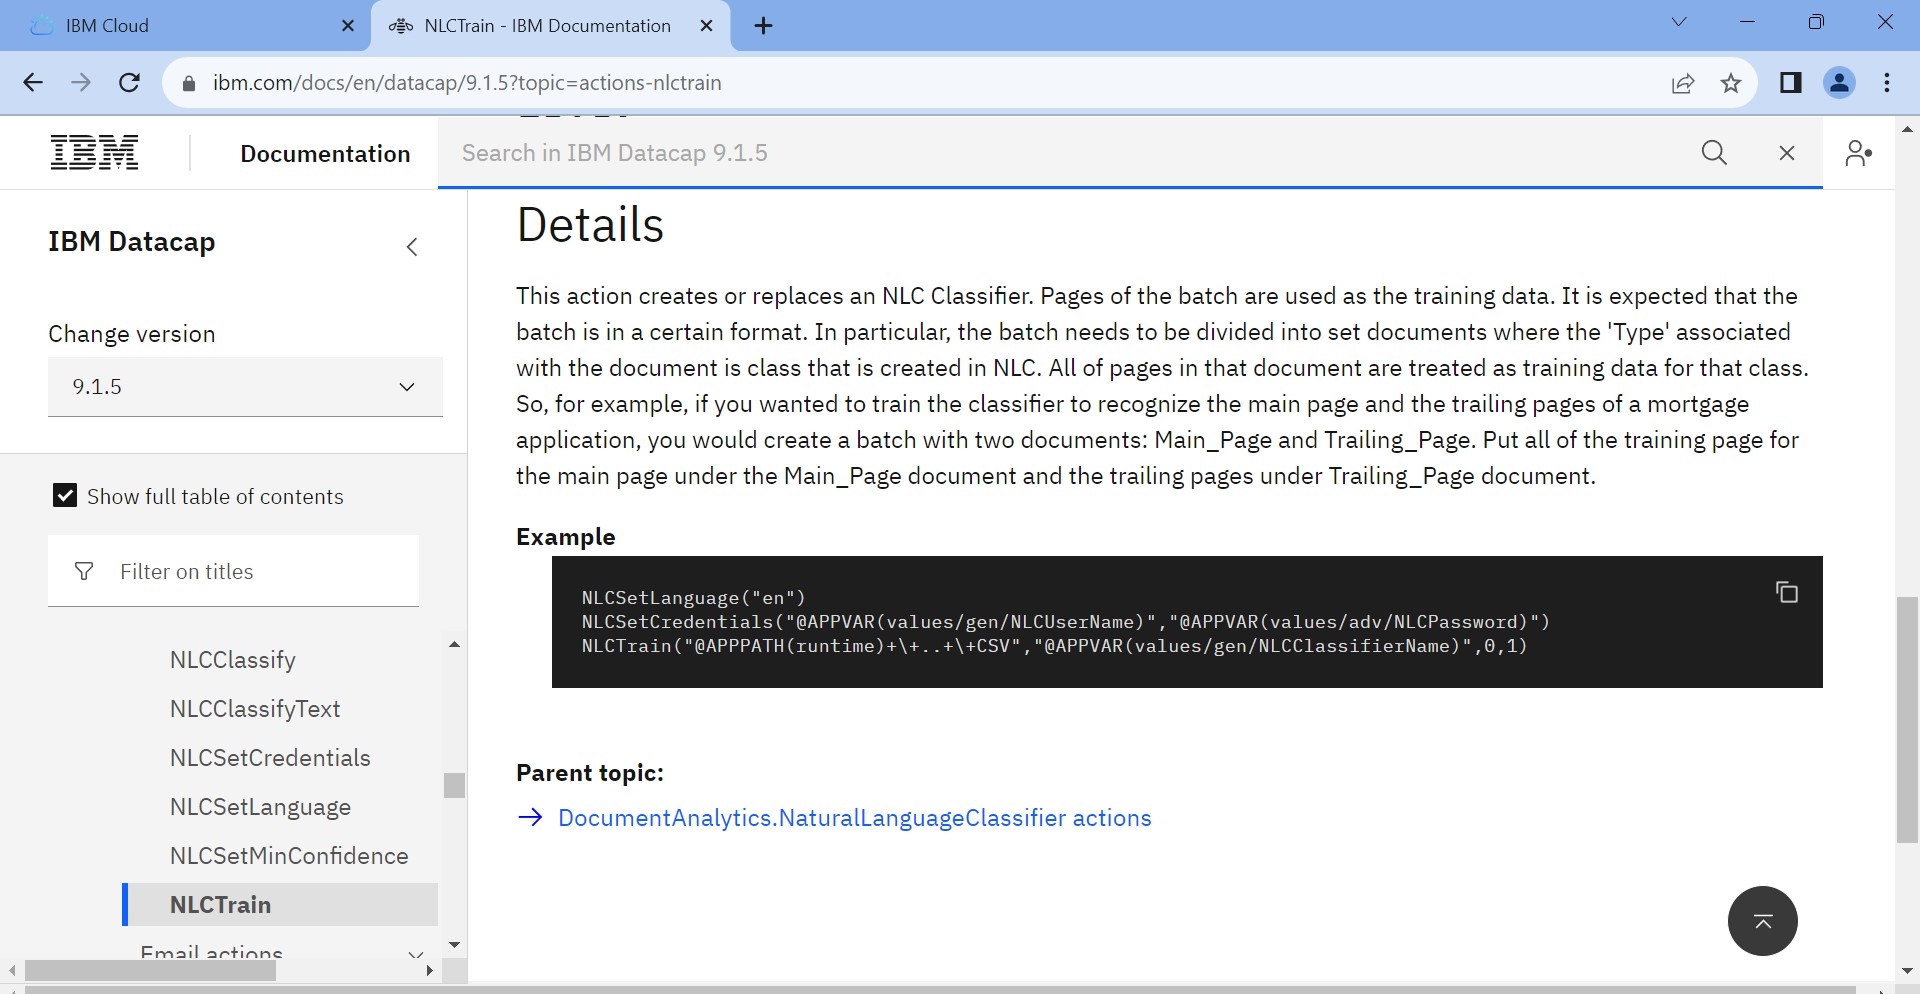 IBM Cloud
NLCTrain - IBM Documentation
ibm.com/docs/en/datacap/9.1.5?topic=actions-nlctrain
IBM
Documentation
Search in IBM Datacap 9.1.5
IBM Datacap
Change version
9.1.5
Show full table of contents
Filter on titles
NLCClassify
NLCClassifyText
NLCSetCredentials
NLCSetLanguage
NLCSetMinConfidence
NLCTrain
Email actions
Details
This action creates or replaces an NLC Classifier. Pages of the batch are used as the training data. It is expected that the
batch is in a certain format. In particular, the batch needs to be divided into set documents where the 'Type' associated
with the document is class that is created in NLC. All of pages in that document are treated as training data for that class.
So, for example, if you wanted to train the classifier to recognize the main page and the trailing pages of a mortgage
application, you would create a batch with two documents: Main_Page and Trailing_Page. Put all of the training page for
the main page under the Main_Page document and the trailing pages under Trailing_Page document.
Example
NLCSetLanguage("en")
NLCSetCredentials("@APPVAR(values/gen/NLCUserName)","@APPVAR(values/adv/NLCPassword)")
NLCTrain("@APPPATH(runtime)+\+..+\+CSV","@APPVAR(values/gen/NLCClassifierName)",0,1)
Parent topic:
→ DocumentAnalytics.NaturalLanguageClassifier actions